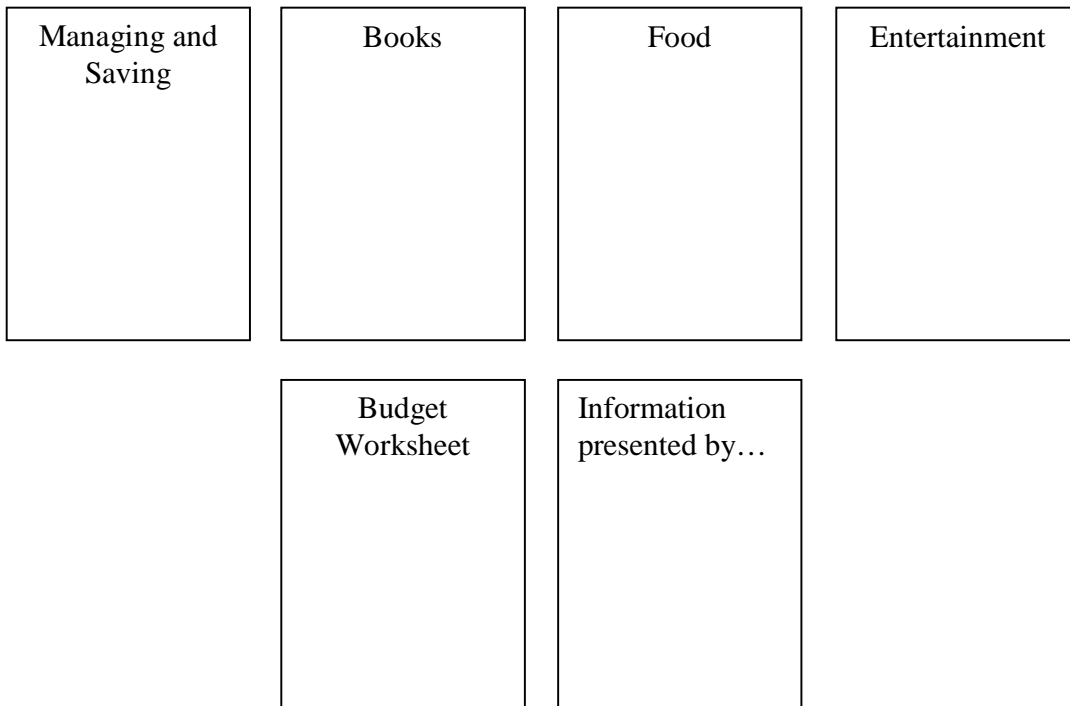 Managing and
Saving
Books
Food
Entertainment
Budget
Worksheet
Information
presented by…